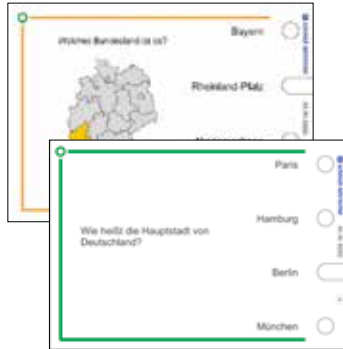 Welches Bundesland ist es?
Bayern
Rheinland-Pfalz
Wie heißt die Hauptstadt von
Deutschland?
Paris
Hamburg
Berlin
München